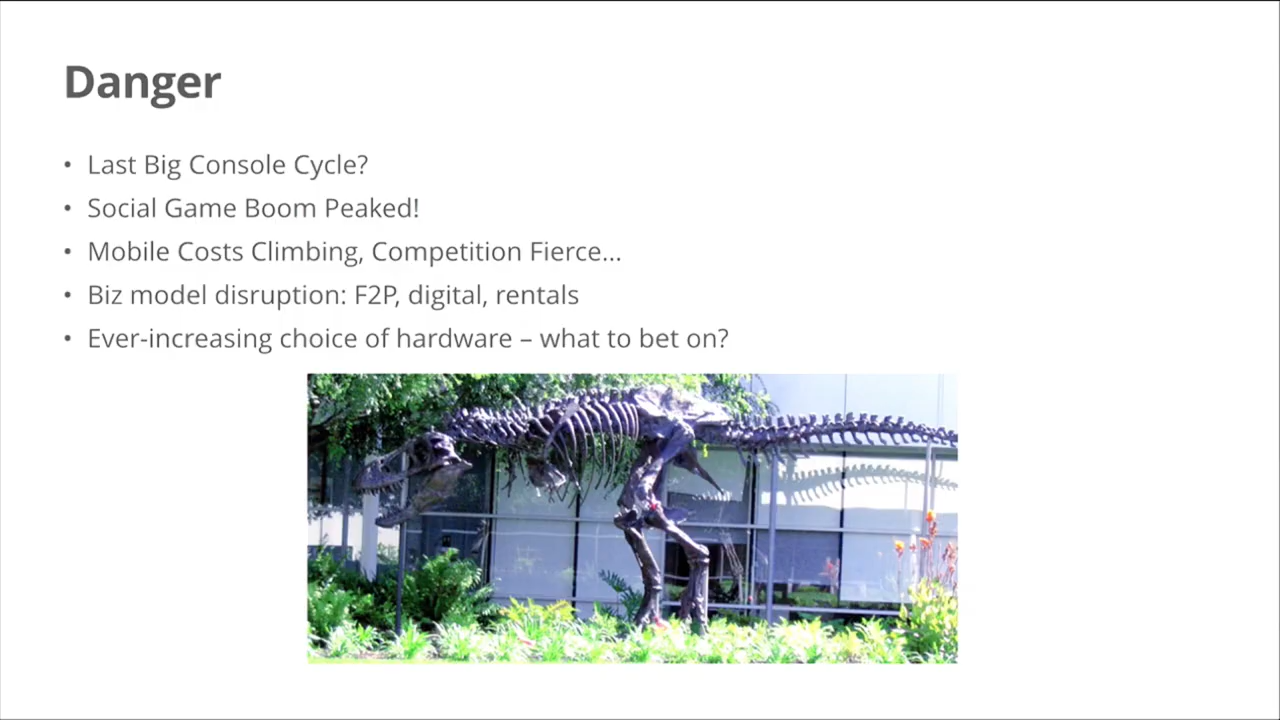 Danger
• Last Big Console Cycle?
• Social Game Boom Peaked!
• Mobile Costs Climbing, Competition Fierce...
• Biz model disruption: F2P, digital, rentals
• Ever-increasing choice of hardware – what to bet on?